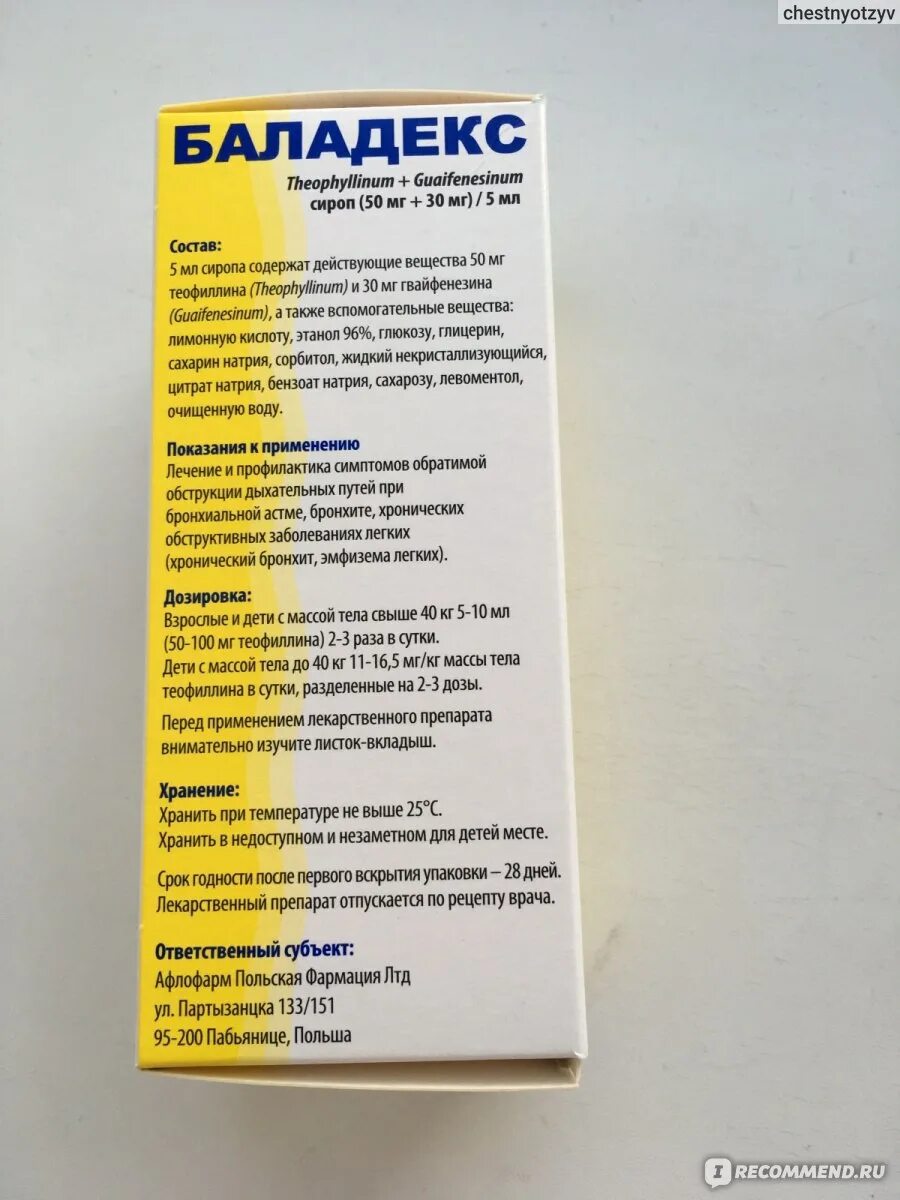 chestnyotzyv
БАЛАДЕКС
Theophyllinum + Guaifenesinum
сироп (50 мг + 30 мг) / 5 мл
Состав:
5 мл сиропа содержат действующие вещества 50 мг
теофиллина (Theophyllinum) и 30 мг гвайфенезина
(Guaifenesinum), а также вспомогательные вещества:
лимонную кислоту, этанол 96%, глюкозу, глицерин,
сахарин натрия, сорбитол, жидкий некристаллизующийся,
цитрат натрия, бензоат натрия, сахарозу, левоментол,
очищенную воду.
Показания к применению
Лечение и профилактика симптомов обратимой
обструкции дыхательных путей при
бронхиальной астме, бронхите, хронических
обструктивных заболеваниях легких
(хронический бронхит, эмфизема легких).
Дозировка:
Взрослые и дети с массой тела свыше 40 кг 5-10 мл
(50-100 мг теофиллина) 2-3 раза в сутки.
Дети с массой тела до 40 кг 11-16,5 мг/кг массы тела
теофиллина в сутки, разделенные на 2-3 дозы.
Перед применением лекарственного препарата
внимательно изучите листок-вкладыш.
Хранение:
Хранить при температуре не выше 25°С.
Хранить в недоступном и незаметном для детей месте.
Срок годности после первого вскрытия упаковки – 28 дней.
Лекарственный препарат отпускается по рецепту врача.
Ответственный субъект:
Афлофарм Польская Фармация Лтд
ул. Партызанцка 133/151
95-200 Пабьянице, Польша
IRECOMMEND.RU